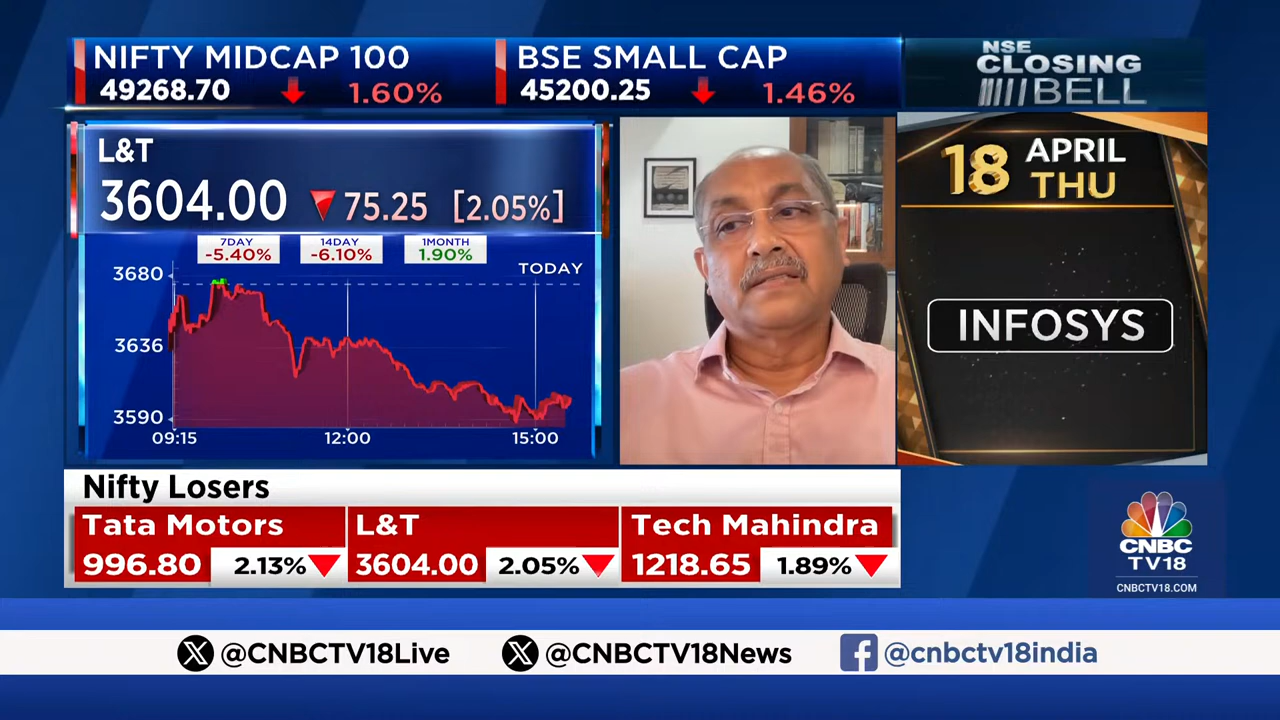 NIFTY MIDCAP 100
49268.70 1.60%
BSE SMALL CAP
45200.25 1.46%
NSE
CLOSING
BELL
L&T
3604.00 75.25 [2.05%]
7DAY
-5.40%
14DAY
-6.10%
1MONTH
1.90%
TODAY
3680
3636
3590
09:15 12:00 15:00
18 APRIL
THU
INFOSYS
Nifty Losers
Tata Motors
996.80 2.13%
L&T
3604.00 2.05%
Tech Mahindra
1218.65 1.89%
CNBC
TV18
CNBCTV18.COM
@CNBCTV18Live
@CNBCTV18News
@cnbctv18india